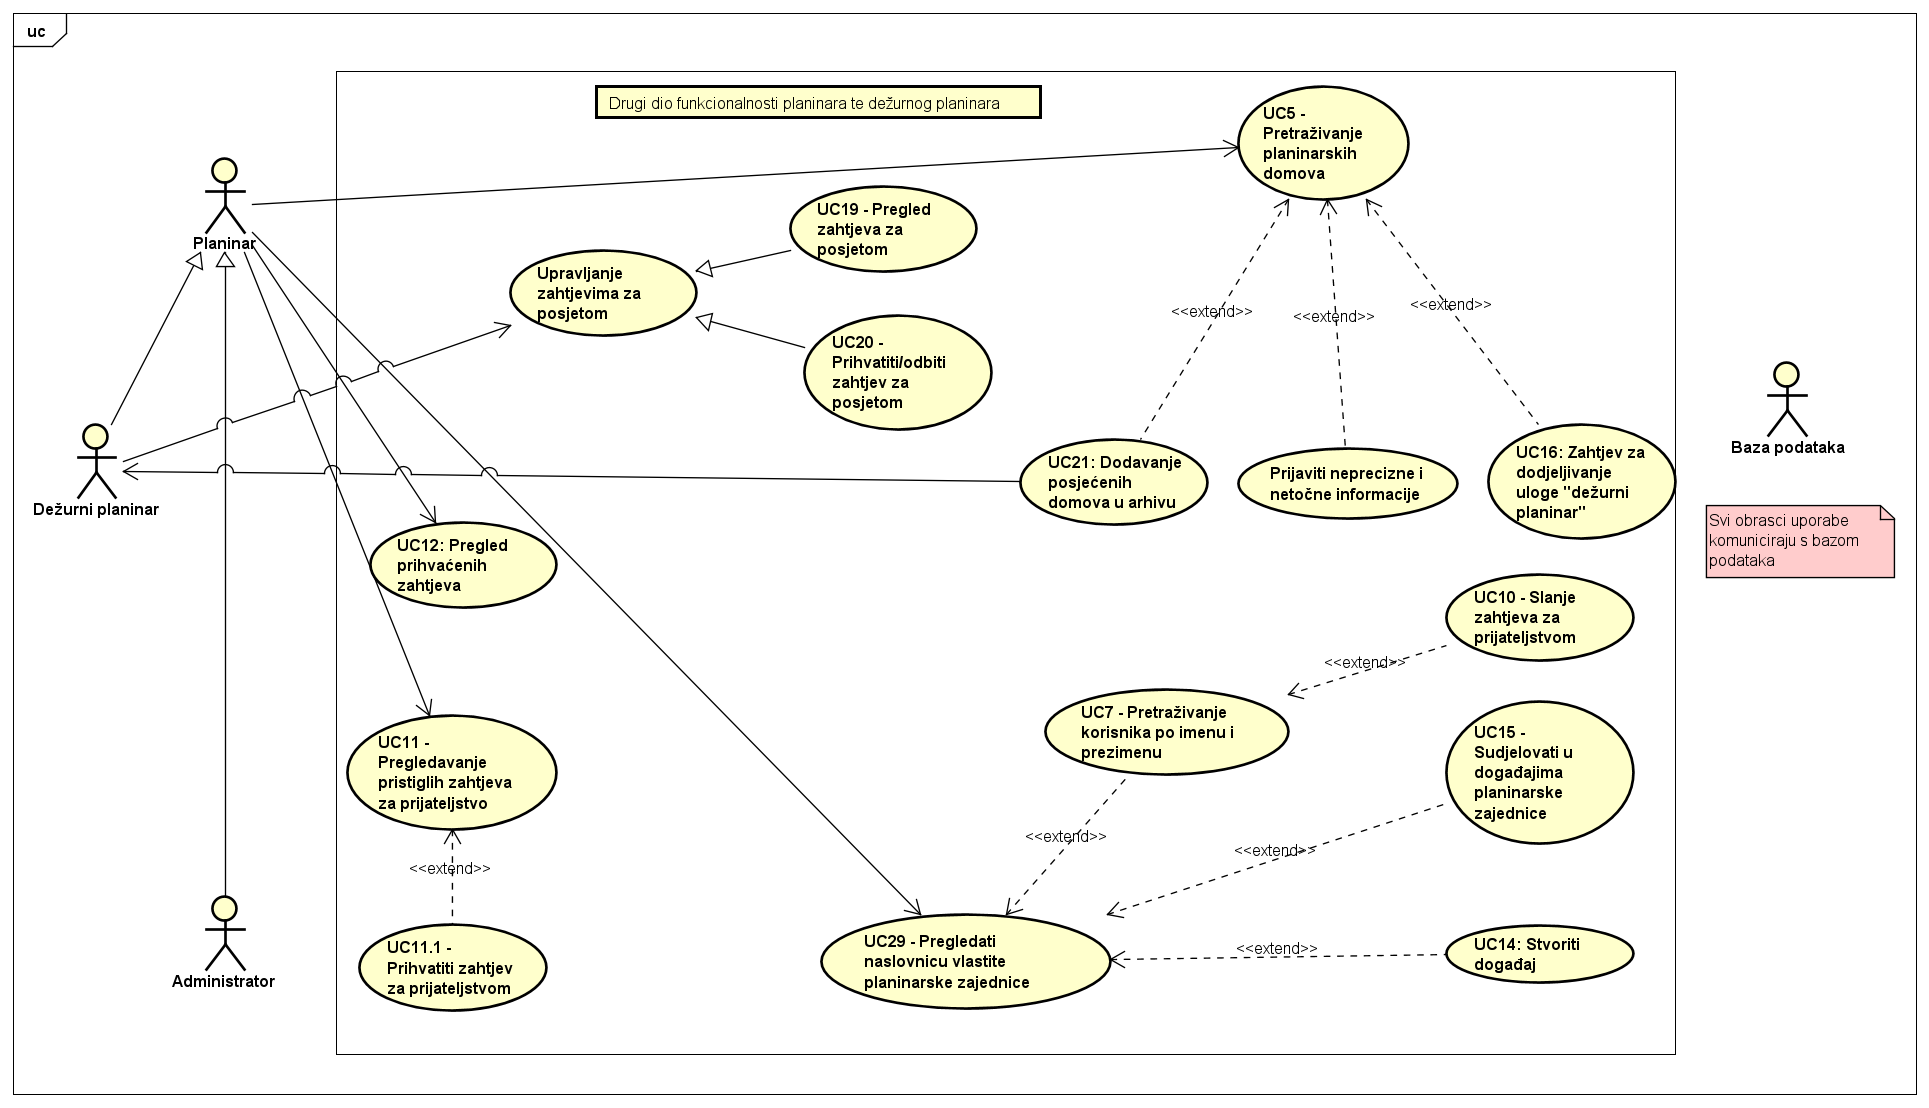 uc
Drugi dio funkcionalnosti planinara te dežurnog planinara
UC5 -
Pretraživanje
planinarskih
domova
Planinar
UC19 - Pregled
zahtjeva za
posjetom
Upravljanje
zahtjevima za
posjetom
UC20 -
Prihvatiti/odbiti
zahtjev za
posjetom
<<extend>>
<<extend>>
<<extend>>
Baza podataka
Dežurni planinar
UC21: Dodavanje
posjećenih
domova u arhivu
Prijaviti neprecizne i
netočne informacije
UC16: Zahtjev za
dodjeljivanje
uloge "dežurni
planinar"
Svi obrasci uporabe
komuniciraju s bazom
podataka
UC12: Pregled
prihvaćenih
zahtjeva
UC10 - Slanje
zahtjeva za
prijateljstvom
<<extend>>
UC7 - Pretraživanje
korisnika po imenu i
prezimenu
UC15 -
Sudjelovati u
događajima
planinarske
zajednice
UC11 -
Pregledavanje
pristiglih zahtjeva
za prijateljstvo
<<extend>>
<<extend>>
<<extend>>
Administrator
UC11.1 -
Prihvatiti zahtjev
za prijateljstvom
UC29 - Pregledati
naslovnicu vlastite
planinarske zajednice
<<extend>>
UC14: Stvoriti
događaj